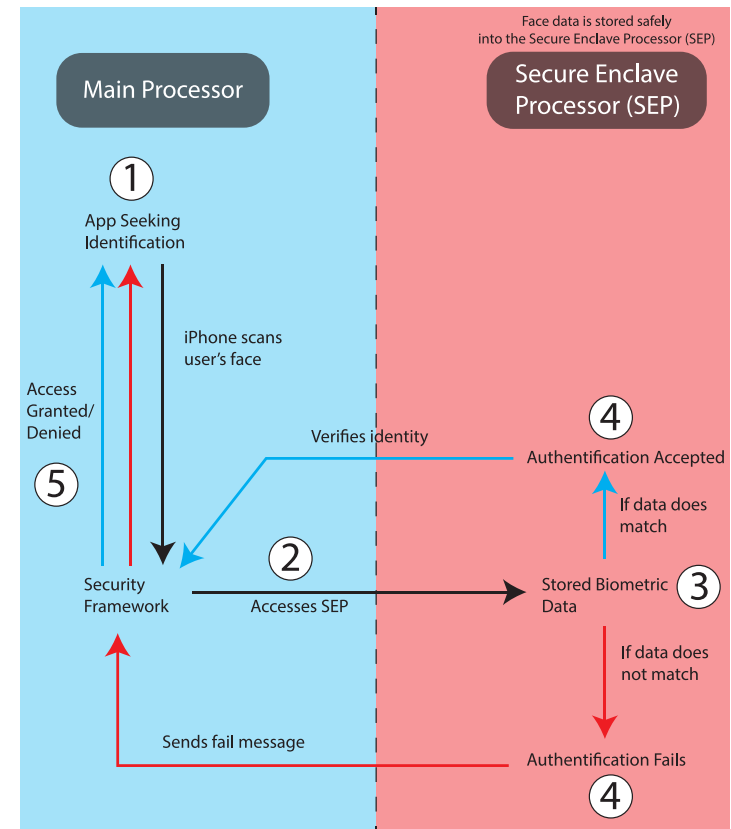 Face data is stored safely
into the Secure Enclave Processor (SEP)
Main Processor
Secure Enclave
Processor (SEP)
1
App Seeking
Identification
iPhone scans
user's face
Access
Granted/
Denied
5
4
Verifies identity
Authentification Accepted
If data does
match
2
Security
Framework
Accesses SEP
Stored Biometric
Data
3
If data does
not match
Sends fail message
Authentification Fails
4